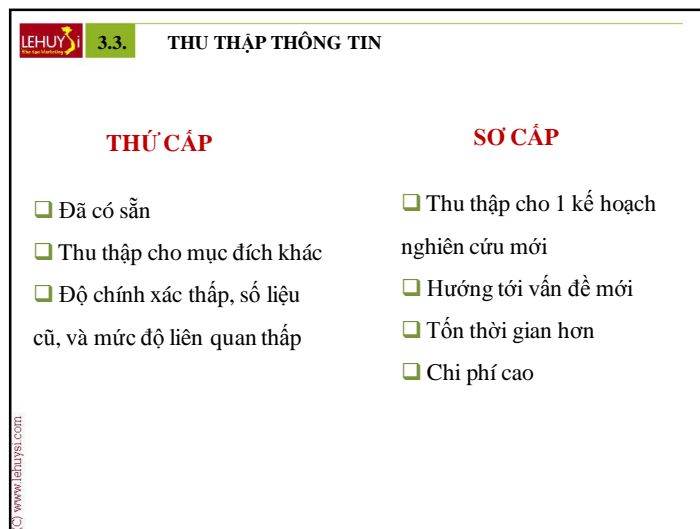 LEHUYSI
Đào tạo Marketing
3.3.
THU THẬP THÔNG TIN
THỨ CẤP
Đã có sẵn
Thu thập cho mục đích khác
Độ chính xác thấp, số liệu
cũ, và mức độ liên quan thấp
SƠ CẤP
Thu thập cho 1 kế hoạch
nghiên cứu mới
Hướng tới vấn đề mới
Tốn thời gian hơn
Chi phí cao
(C) www.lehuysi.com